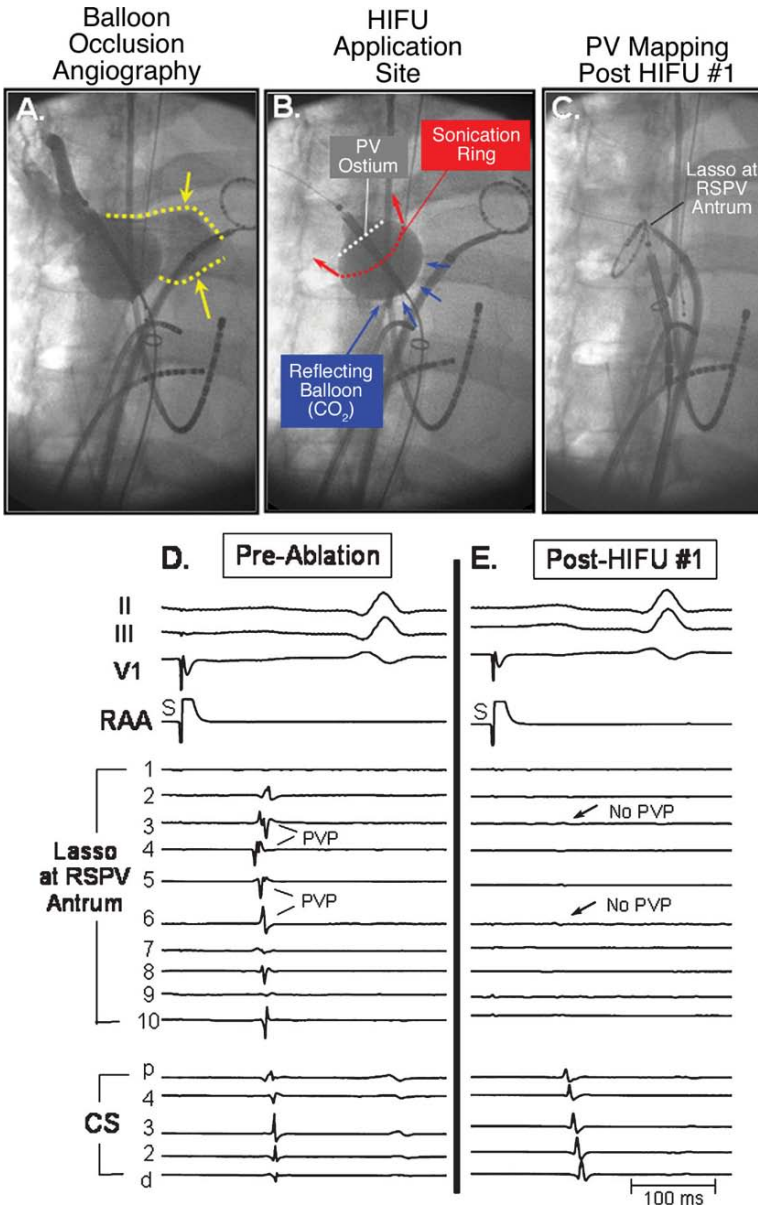 Balloon
Occlusion
Angiography
HIFU
Application
Site
PV Mapping
Post HIFU #1
A.
B.
PV
Ostium
Sonication
Ring
Reflecting
Balloon
(CO₂)
C.
Lasso at
RSPV
Antrum
D.
Pre-Ablation
E.
Post-HIFU #1
II
III
V1
RAA
S
S
Lasso
at RSPV
Antrum
1
2
3
4
5
6
7
8
9
10
PVP
PVP
No PVP
No PVP
CS
p
4
3
2
d
100 ms